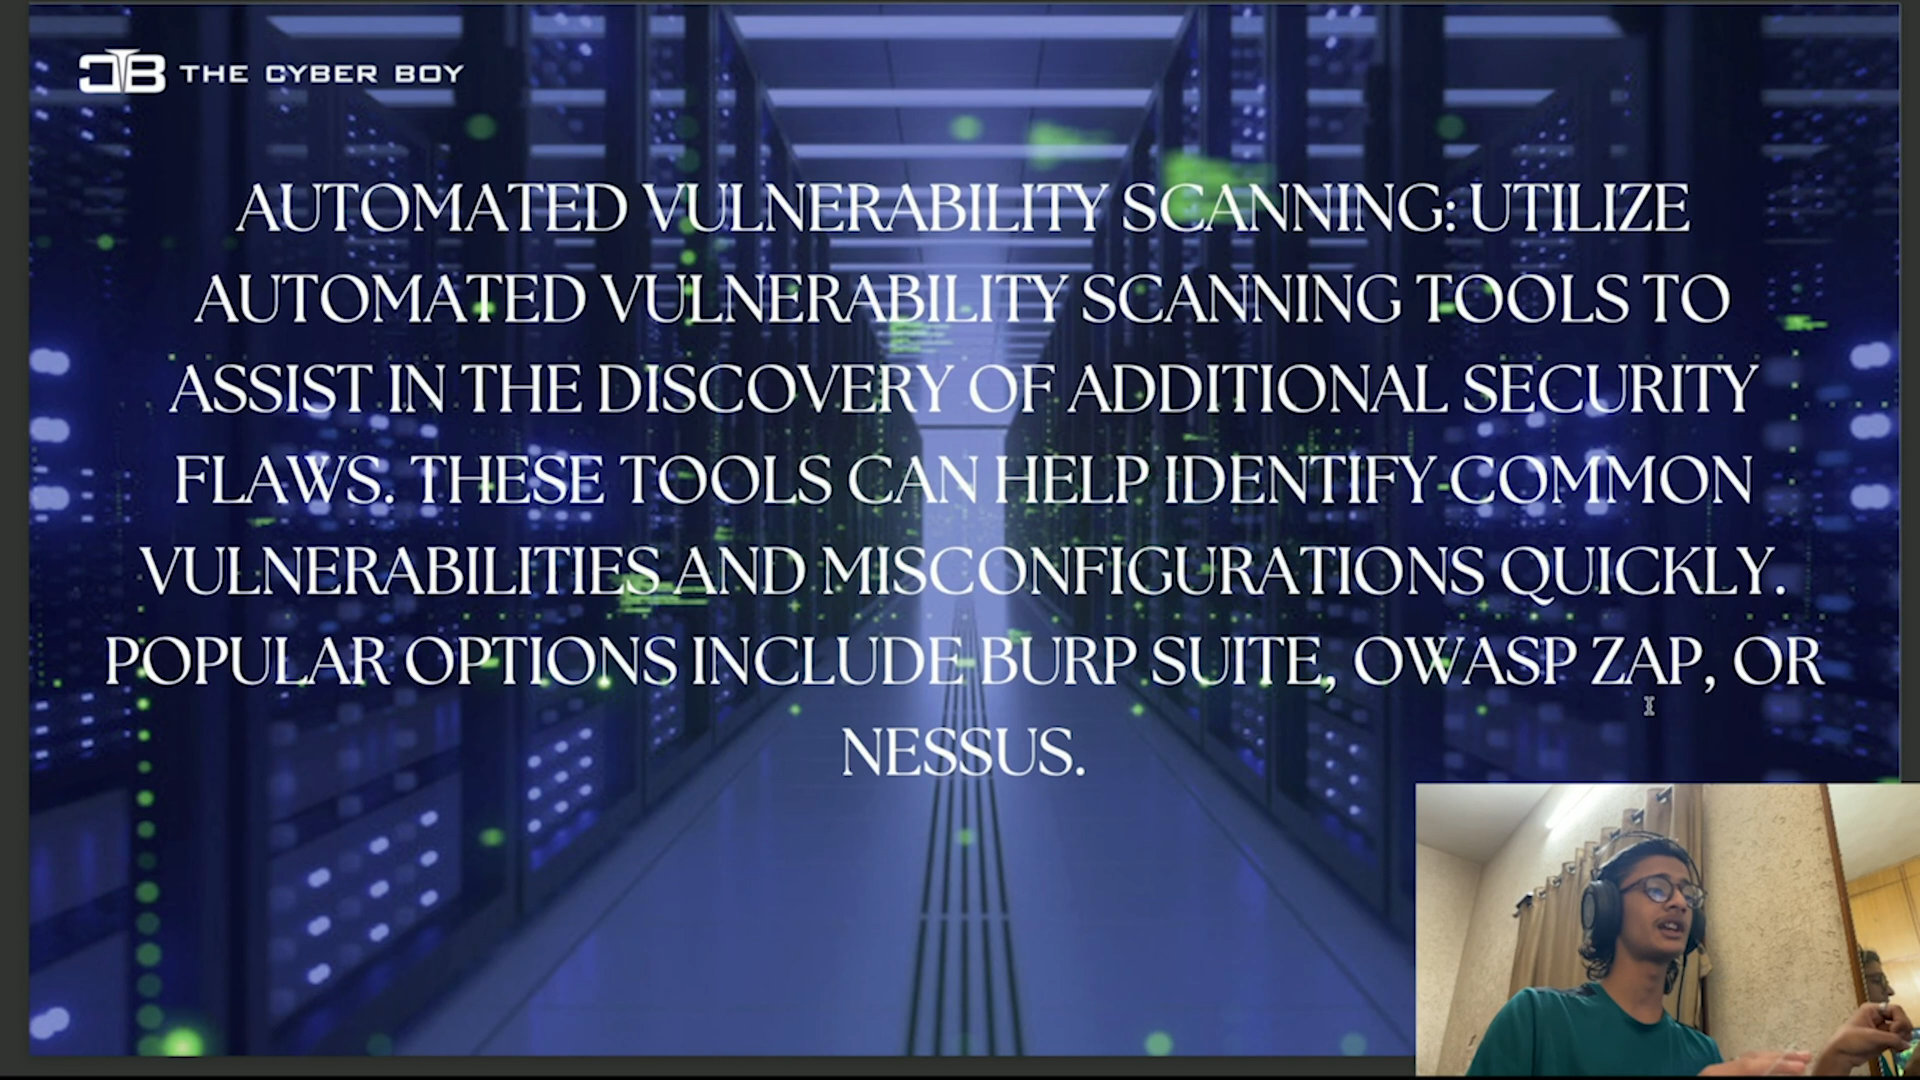 CTB THE CYBER BOY
AUTOMATED VULNERABILITY SCANNING: UTILIZE
AUTOMATED VULNERABILITY SCANNING TOOLS TO
ASSIST IN THE DISCOVERY OF ADDITIONAL SECURITY
FLAWS. THESE TOOLS CAN HELP IDENTIFY COMMON
VULNERABILITIES AND MISCONFIGURATIONS QUICKLY.
POPULAR OPTIONS INCLUDE BURP SUITE, OWASP ZAP, OR
NESSUS.